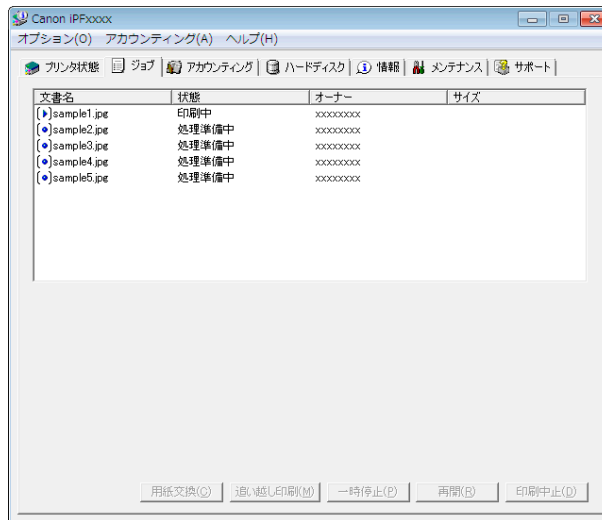 Canon iPFxxxx
オプション(O) アカウンティング(A) ヘルプ(H)
プリンタ状態 ジョブ アカウンティング ハードディスク 情報 メンテナンス サポート
文書名 状態 オーナー サイズ
sample1.jpg 印刷中 xxxxxxxx
sample2.jpg 処理準備中 xxxxxxxx
sample3.jpg 処理準備中 xxxxxxxx
sample4.jpg 処理準備中 xxxxxxxx
sample5.jpg 処理準備中 xxxxxxxx
用紙交換(C) 追い越し印刷(M) 一時停止(P) 再開(R) 印刷中止(D)